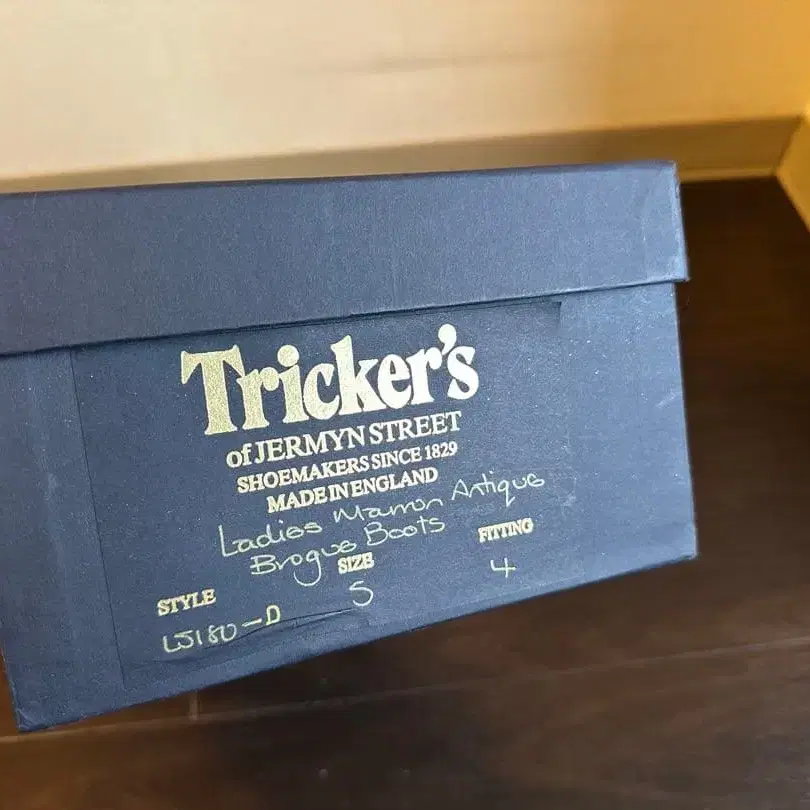 Tricker's
of JERMYN STREET
SHOEMAKERS SINCE 1829
MADE IN ENGLAND
Ladies Marron Antique
Brogue Boots
STYLE SIZE FITTING
L5180-D 5 4